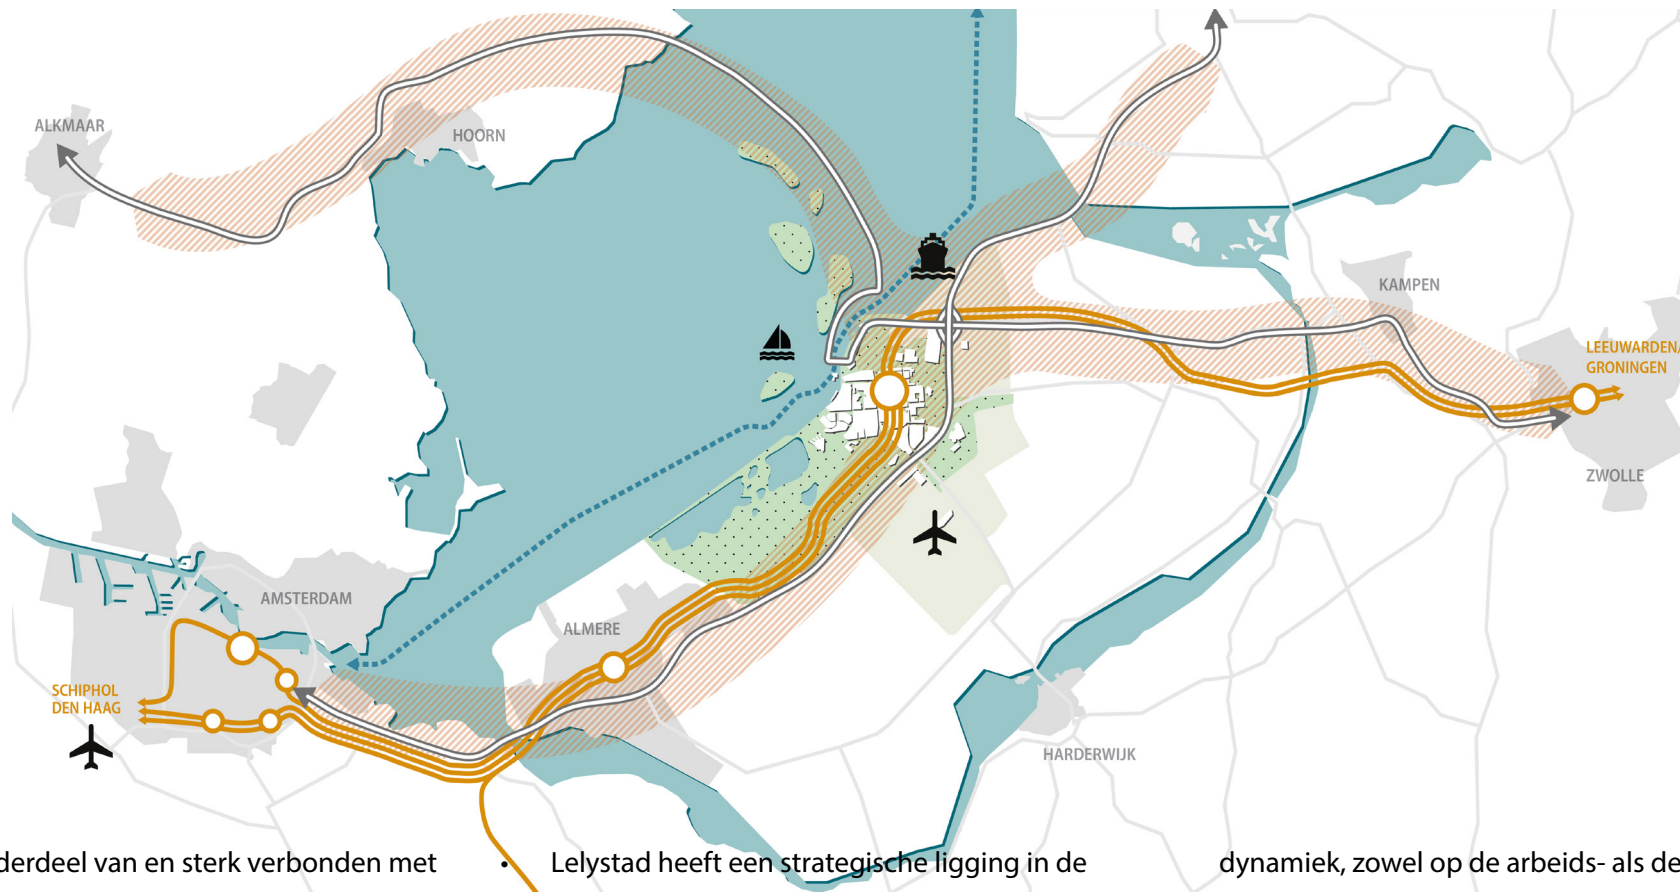 ALKMAAR
HOORN
KAMPEN
LEEUWARDEN/
GRONINGEN
ZWOLLE
AMSTERDAM
ALMERE
SCHIPHOL
DEN HAAG
HARDERWIJK
derdeel van en sterk verbonden met
• Lelystad heeft een strategische ligging in de
dynamiek, zowel op de arbeids- als de